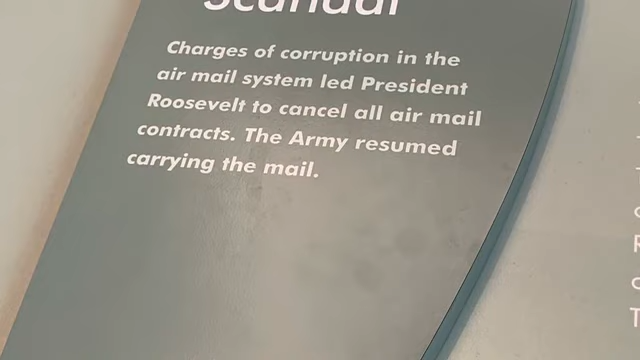 Scandal
Charges of corruption in the
air mail system led President
Roosevelt to cancel all air mail
contracts. The Army resumed
carrying the mail.